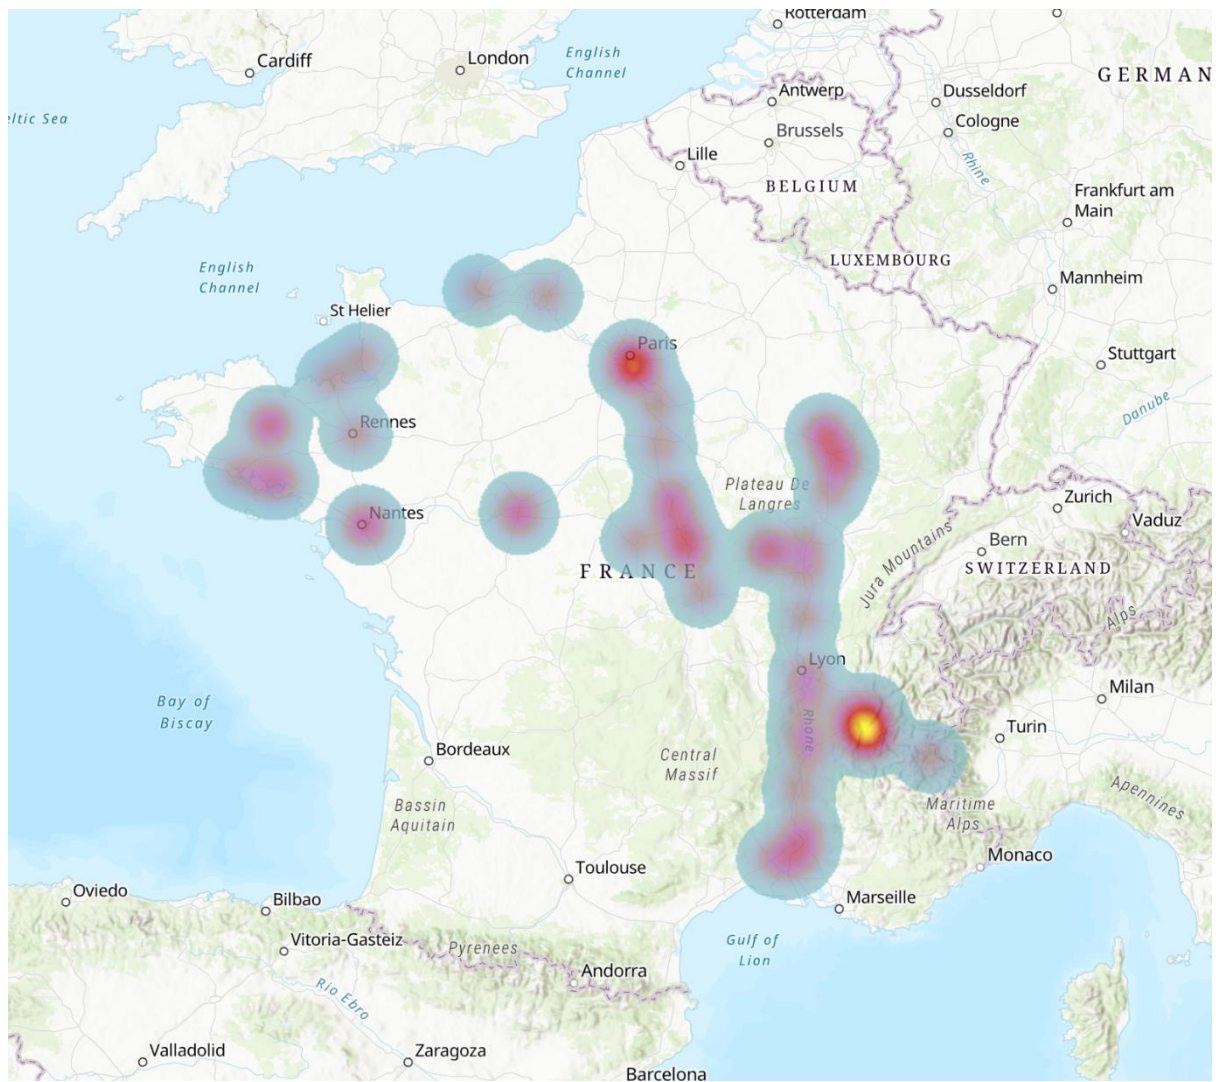 Rotterdam
Cardiff
London
English
Channel
GERMAN
Antwerp
Dusseldorf
eltic Sea
Brussels
Cologne
Lille
Rhine
BELGIUM
Frankfurt am
Main
LUXEMBOURG
English
Channel
Mannheim
St Helier
Paris
Stuttgart
Danube
Rennes
Plateau De
Langres
Zurich
Nantes
Vaduz
Bern
FRANCE
SWITZERLAND
Jura Mountains
Alps
Lyon
Milan
Bay of
Biscay
Rhone
Turin
Bordeaux
Central
Massif
Bassin
Aquitain
Maritime
Alps
Apennines
Monaco
Toulouse
Oviedo
Bilbao
Marseille
Vitoria-Gasteiz
Pyrenees
Gulf of
Lion
Andorra
Rio Ebro
Valladolid
Zaragoza
Barcelona